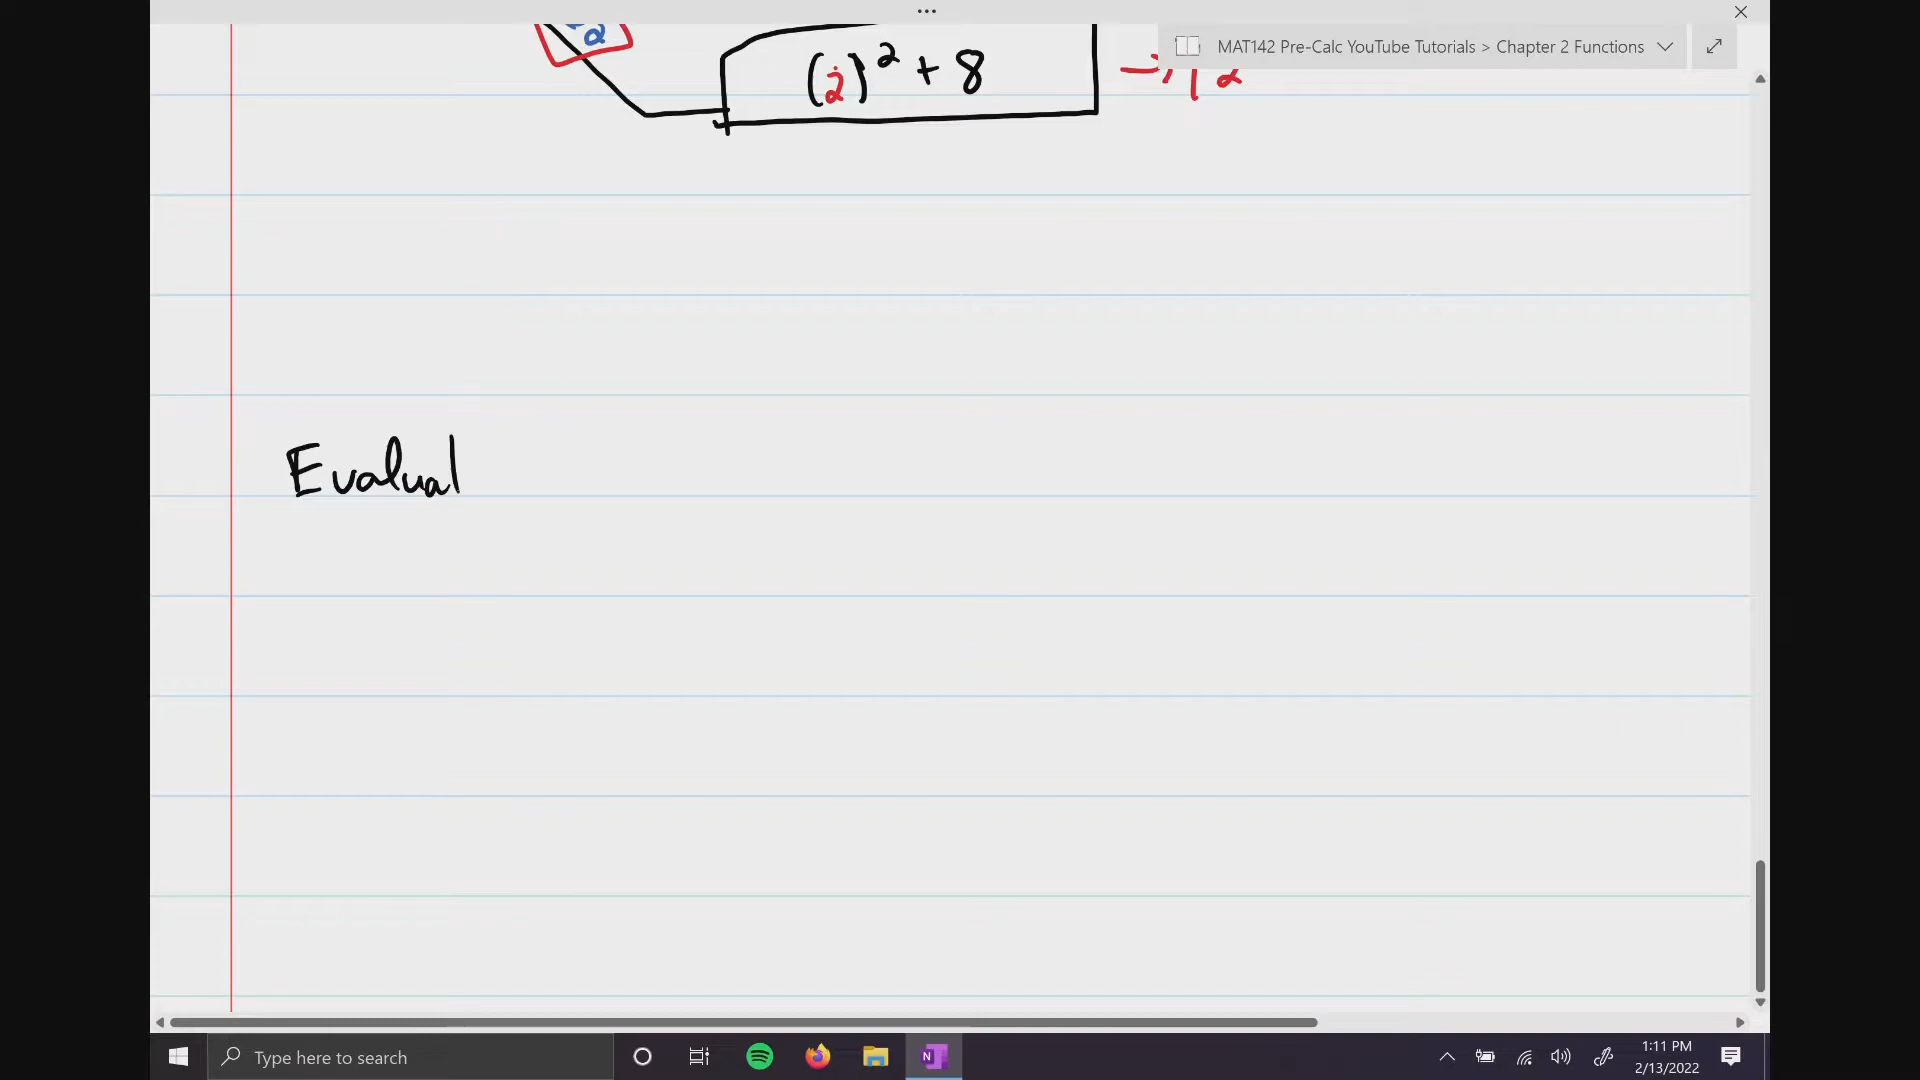 MAT142 Pre-Calc YouTube Tutorials > Chapter 2 Functions
2
(2)² + 8
Evalual
Type here to search
1:11 PM
2/13/2022